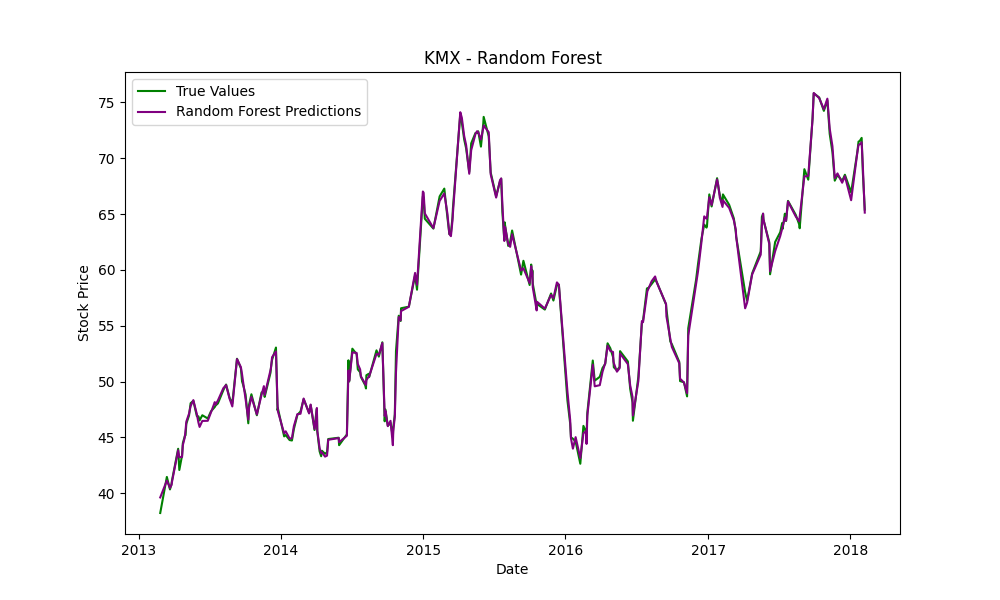 KMX - Random Forest
True Values
Random Forest Predictions
75
70
65
60
55
50
45
40
Stock Price
2013 2014 2015 2016 2017 2018
Date